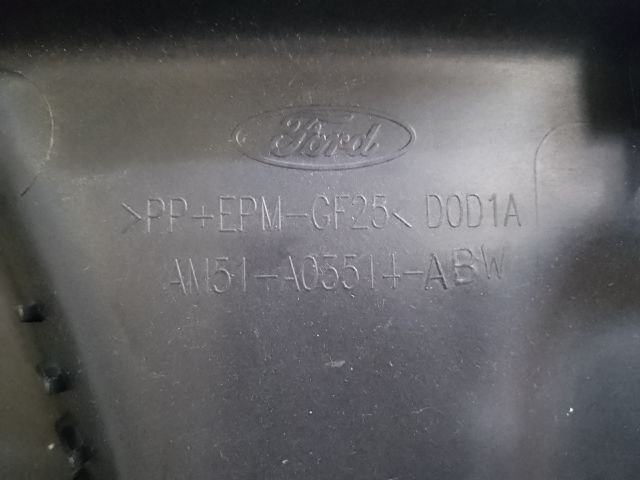 Ford
>PP+EPM-GF25< D0D1A
AM51-A03514-ABW